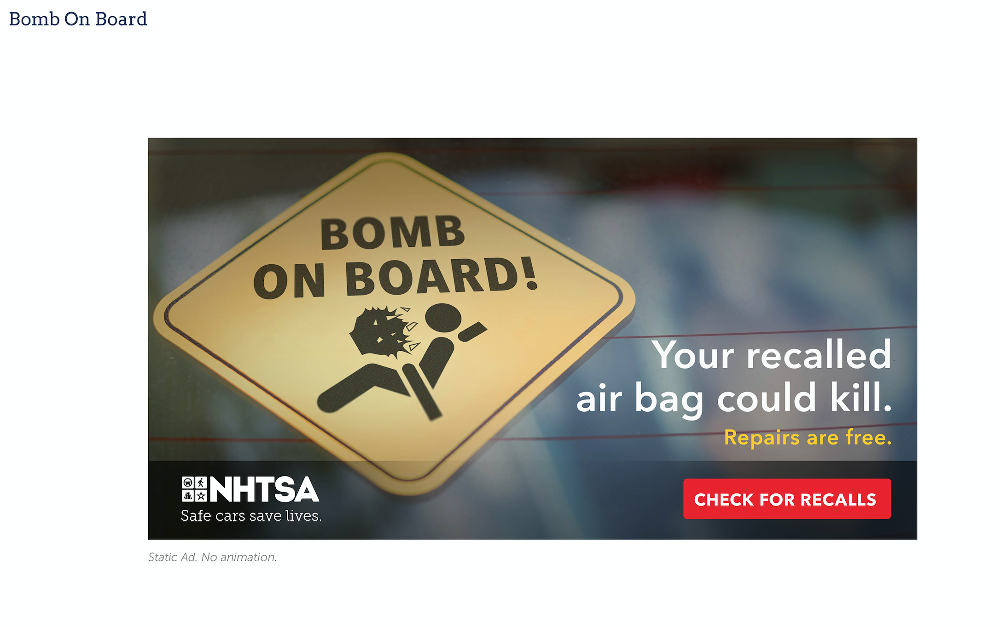 Bomb On Board
BOMB
ON BOARD!
Your recalled
air bag could kill.
Repairs are free.
NHTSA
Safe cars save lives.
CHECK FOR RECALLS
Static Ad. No animation.